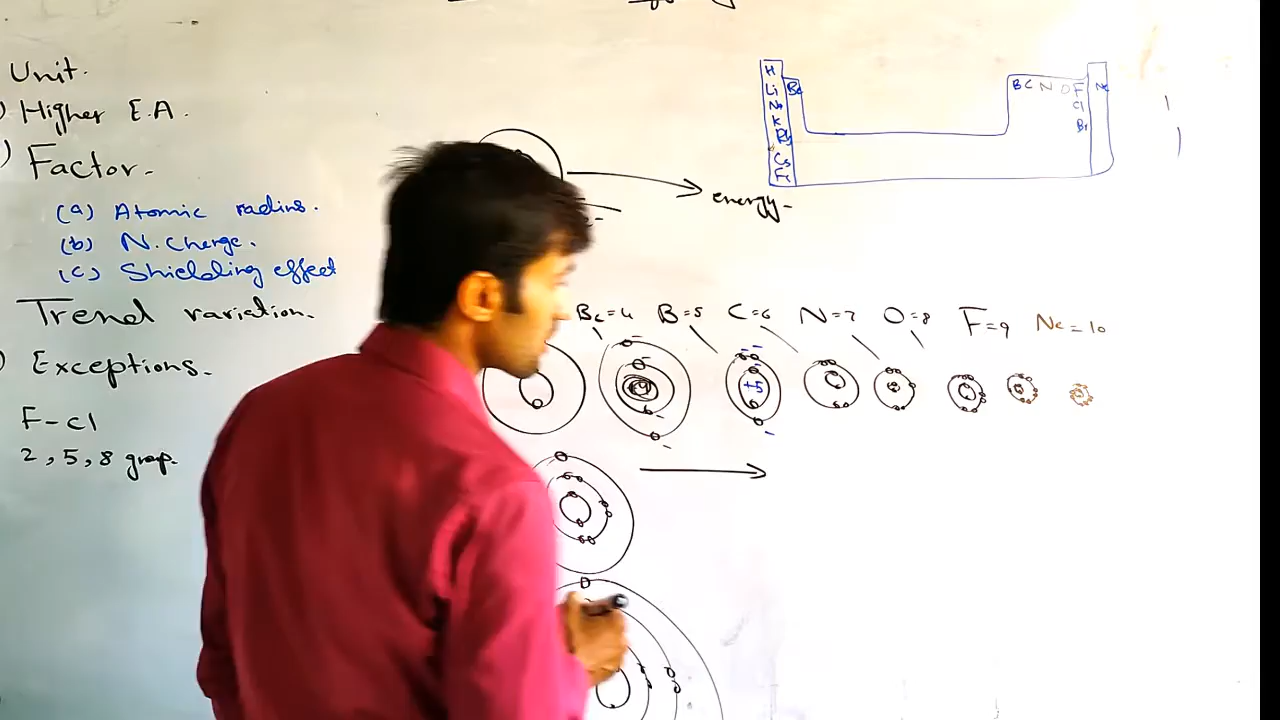 Unit.
Higher E.A.
Factor.
(a) Atomic radius.
(b) N. Charge.
(c) Shielding effect
Trend variation.
Exceptions.
F-Cl
2, 5, 8 group.
energy
H
Li Be
Na
K
Rb
Cs
Fr
B C N O F Ne
Cl
Br
Be=4 B=5 C=6 N=7 O=8 F=9 Ne=10
+5